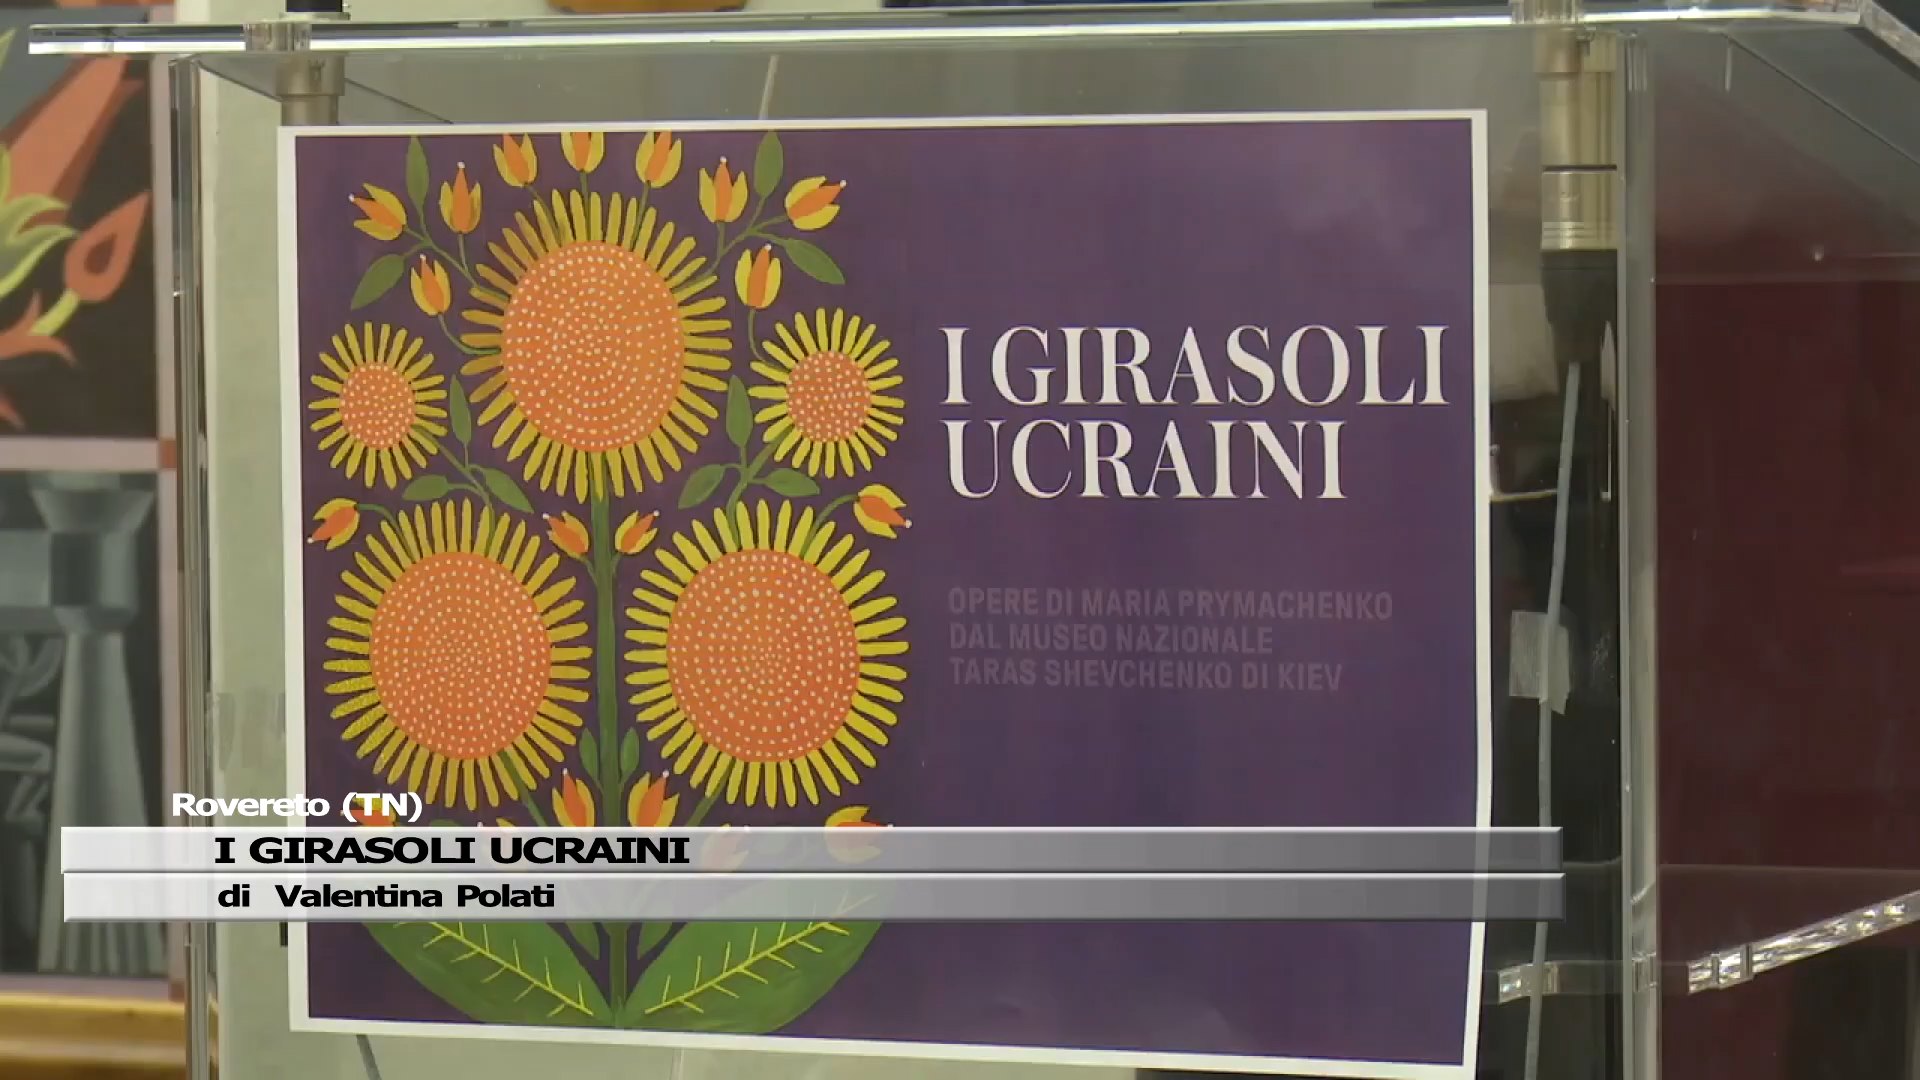 I GIRASOLI
UCRAINI
OPERE DI MARIA PRYMACHENKO
DAL MUSEO NAZIONALE
TARAS SHEVCHENKO DI KIEV
Rovereto (TN)
I GIRASOLI UCRAINI
di Valentina Polati